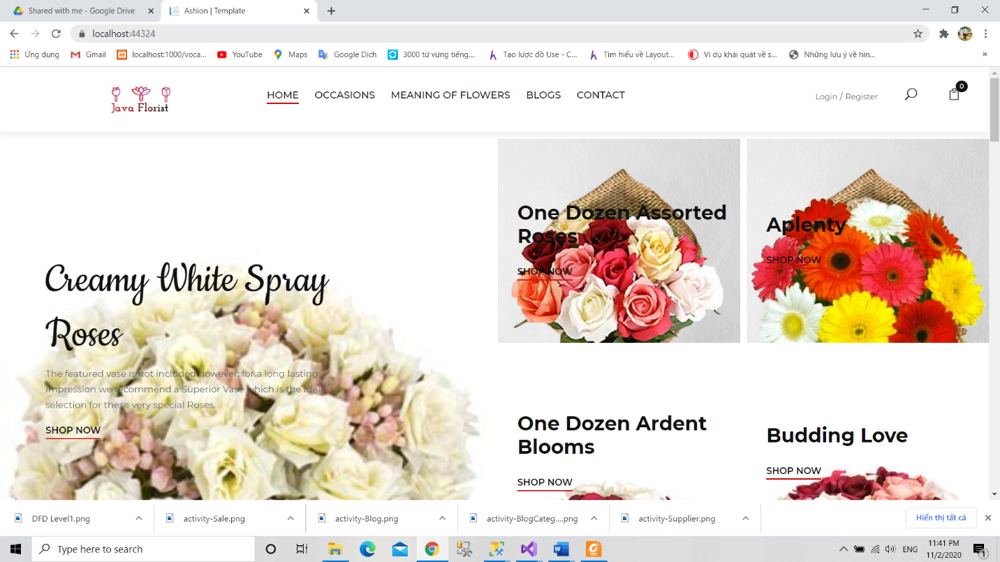 Shared with me - Google Drive
Ashion | Template
localhost:44324
Ứng dụng
Gmail
localhost:1000/voca...
YouTube
Maps
Google Dịch
3000 từ vựng tiếng...
Tạo lược đồ Use - C...
Tìm hiểu về Layout...
Ví dụ khái quát về s...
Những lưu ý về hìn...
»
Java Florist
HOME
OCCASIONS
MEANING OF FLOWERS
BLOGS
CONTACT
Login / Register
0
Creamy White Spray
Roses
The featured vase is not included however; for a long lasting
impression we recommend a Superior Vase which is the ideal
selection for these very special Roses.
SHOP NOW
One Dozen Assorted
Roses
SHOP NOW
Aplenty
SHOP NOW
One Dozen Ardent
Blooms
SHOP NOW
Budding Love
SHOP NOW
DFD Level1.png
activity-Sale.png
activity-Blog.png
activity-BlogCateg....png
activity-Supplier.png
Hiển thị tất cả
Type here to search
ENG
11:41 PM
11/2/2020
1